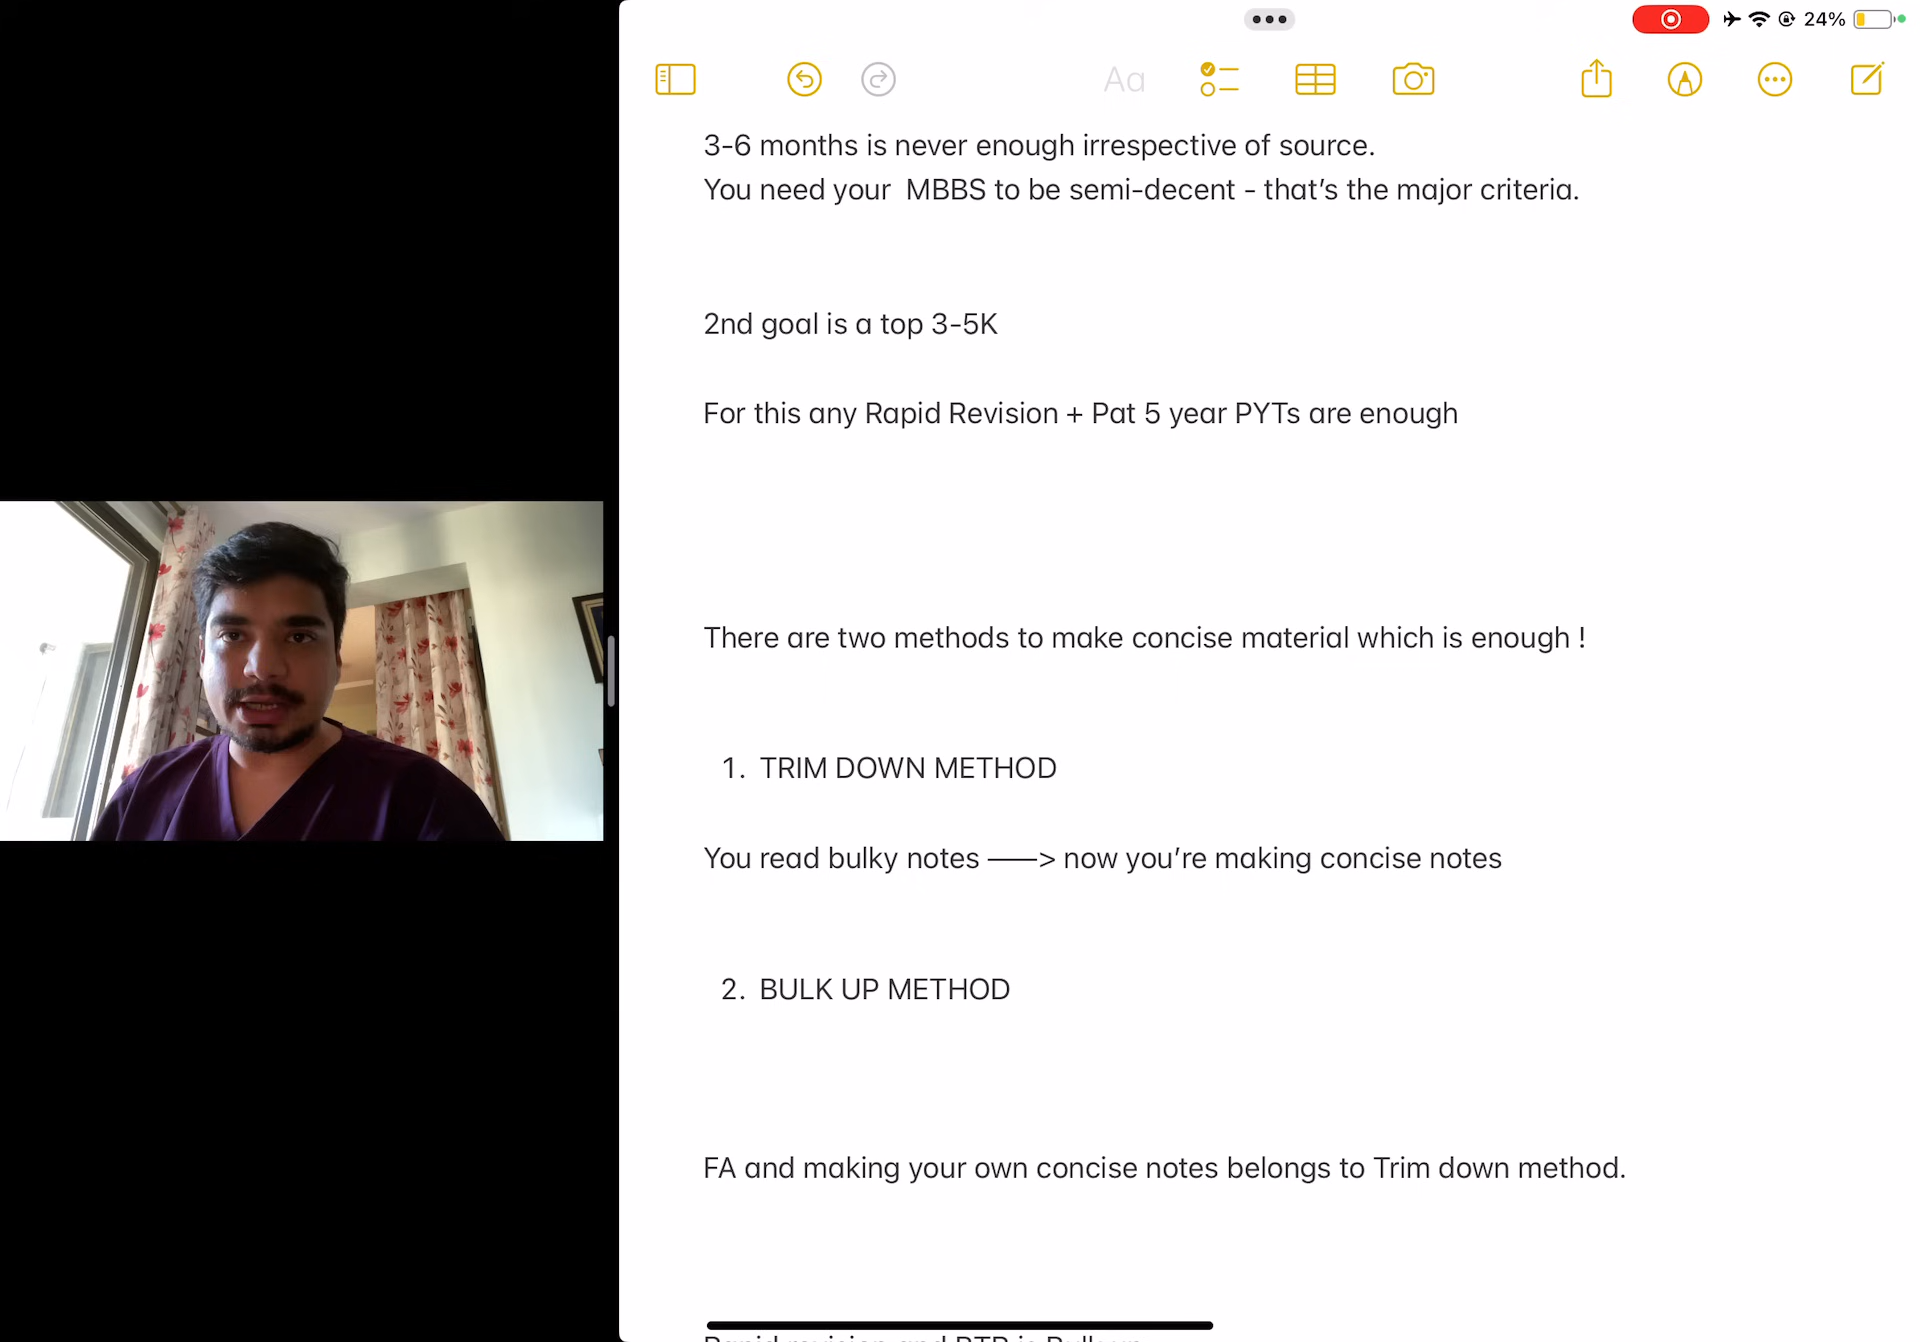 24%
Aa
3-6 months is never enough irrespective of source.
You need your MBBS to be semi-decent - that’s the major criteria.
2nd goal is a top 3-5K
For this any Rapid Revision + Pat 5 year PYTs are enough
There are two methods to make concise material which is enough !
1. TRIM DOWN METHOD
You read bulky notes ——> now you’re making concise notes
2. BULK UP METHOD
FA and making your own concise notes belongs to Trim down method.